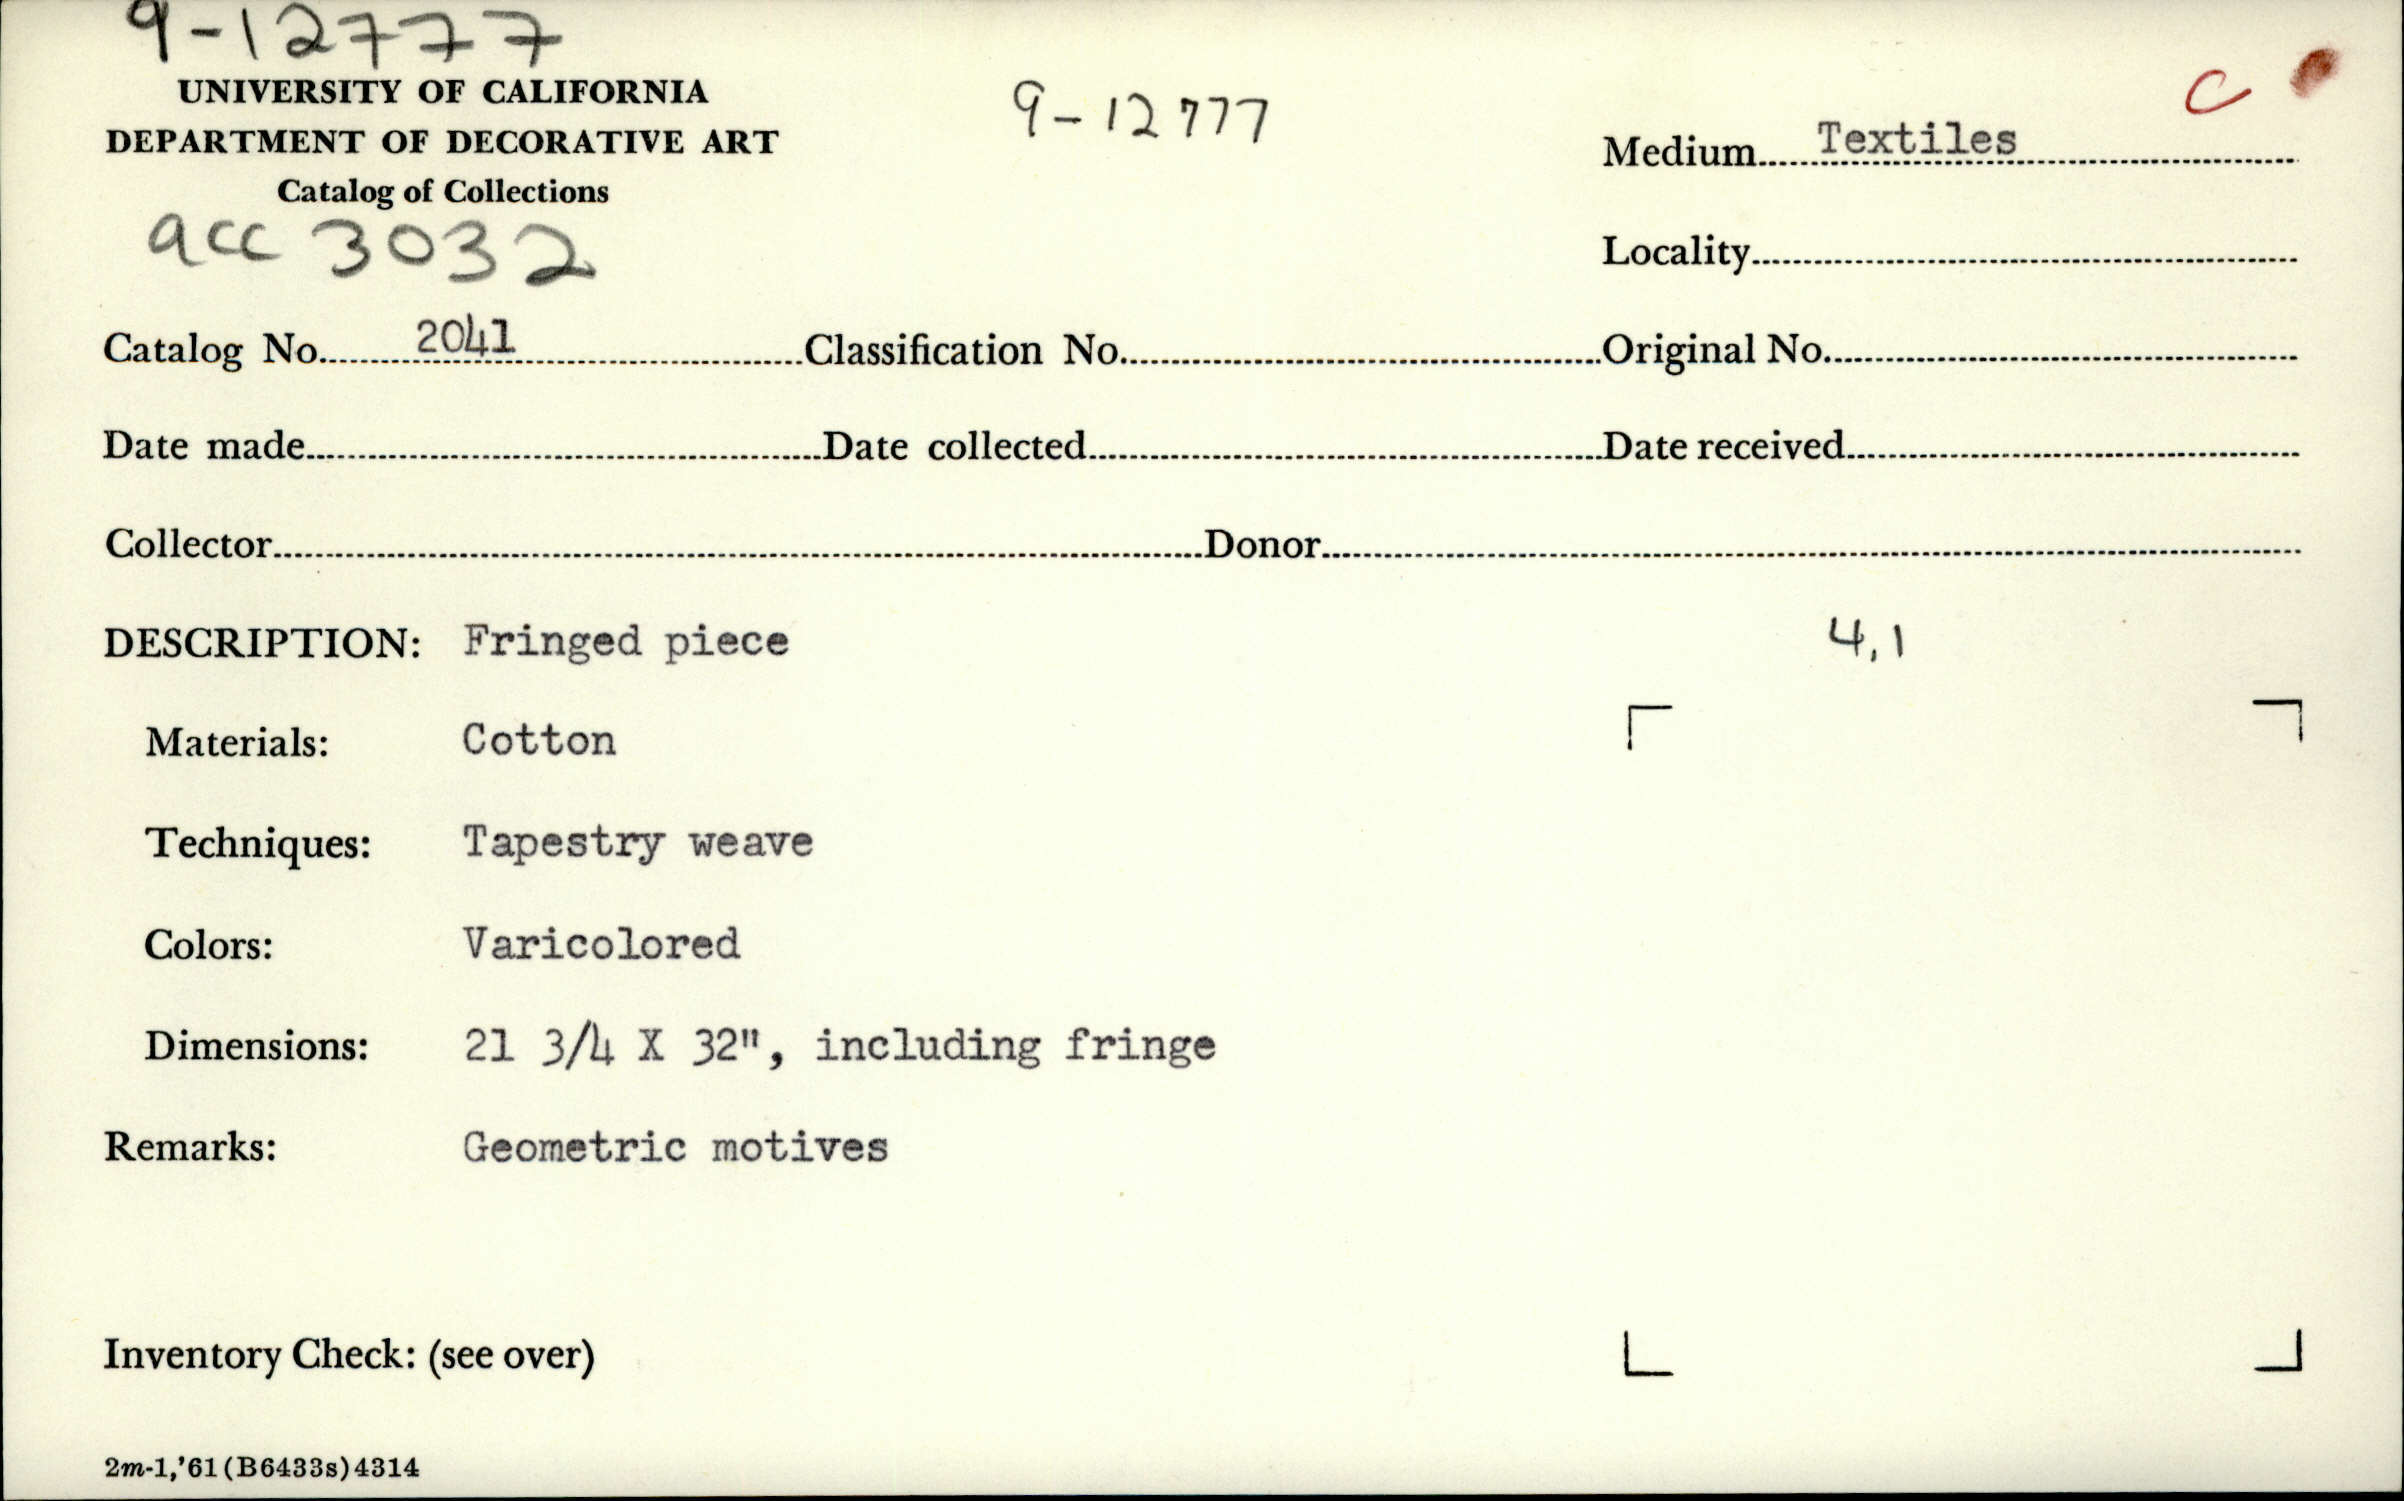 9-12777
UNIVERSITY OF CALIFORNIA
DEPARTMENT OF DECORATIVE ART
Catalog of Collections
acc 3032
9-12777
C
Medium Textiles
Locality
Catalog No. 2041 Classification No. Original No.
Date made Date collected Date received
Collector Donor
DESCRIPTION: Fringed piece
4,1
Materials: Cotton
Techniques: Tapestry weave
Colors: Varicolored
Dimensions: 21 3/4 X 32", including fringe
Remarks: Geometric motives
Inventory Check: (see over)
2m-1,'61(B6433s)4314